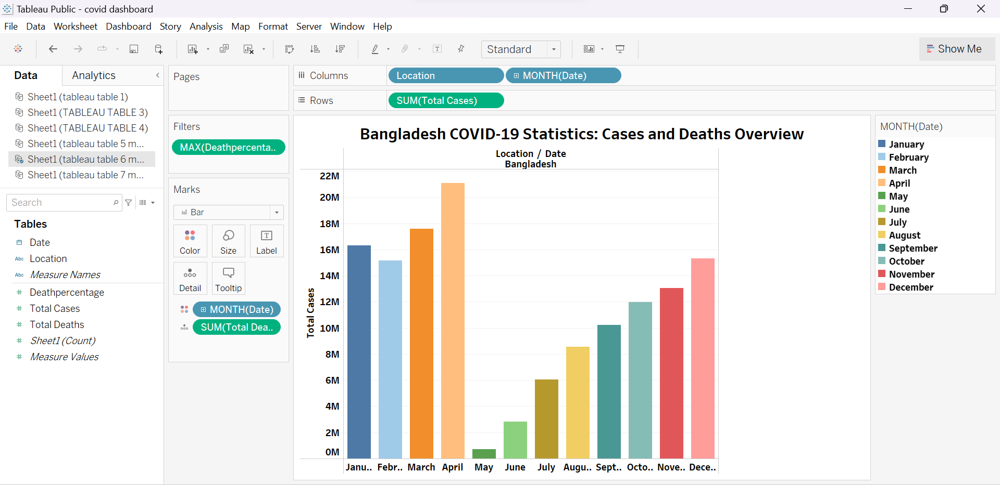 Tableau Public - covid dashboard
File Data Worksheet Dashboard Story Analysis Map Format Server Window Help
Standard
Show Me
Data
Analytics
Sheet1 (tableau table 1)
Sheet1 (TABLEAU TABLE 3)
Sheet1 (TABLEAU TABLE 4)
Sheet1 (tableau table 5 m...
Sheet1 (tableau table 6 m...
Sheet1 (tableau table 7 m...
Search
Tables
Date
Abc Location
Abc Measure Names
# Deathpercentage
# Total Cases
# Total Deaths
# Sheet1 (Count)
# Measure Values
Pages
Filters
MAX(Deathpercenta..
Marks
Bar
Color
Size
Label
Detail
Tooltip
MONTH(Date)
SUM(Total Dea..
Columns
Location
MONTH(Date)
Rows
SUM(Total Cases)
Bangladesh COVID-19 Statistics: Cases and Deaths Overview
Location / Date
Bangladesh
Total Cases
22M
20M
18M
16M
14M
12M
10M
8M
6M
4M
2M
0M
Janu.. Febr.. March April May June July Augu.. Sept.. Octo.. Nove.. Dece..
MONTH(Date)
January
February
March
April
May
June
July
August
September
October
November
December